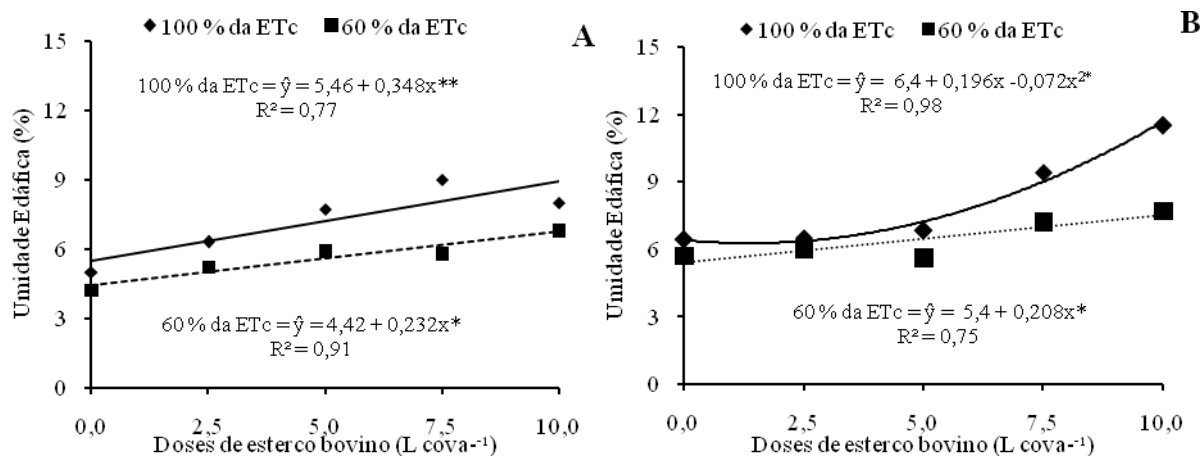 100 % da ETc 60 % da ETc
A
15
12
9
6
3
0
Umidade Edáfica (%)
100 % da ETc = ŷ = 5,46 + 0,348x**
R² = 0,77
60 % da ETc = ŷ = 4,42 + 0,232x*
R² = 0,91
0,0 2,5 5,0 7,5 10,0
Doses de esterco bovino (L cova-⁻¹)
100 % da ETc 60 % da ETc
B
15
12
9
6
3
0
Umidade Edáfica (%)
100 % da ETc = ŷ = 6,4 + 0,196x -0,072x²*
R² = 0,98
60 % da ETc = ŷ = 5,4 + 0,208x*
R² = 0,75
0,0 2,5 5,0 7,5 10,0
Doses de esterco bovino (L cova-⁻¹)